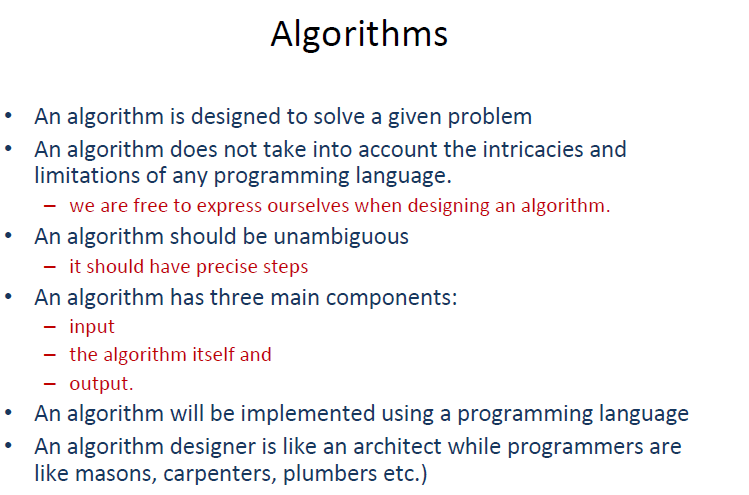 Algorithms
• An algorithm is designed to solve a given problem
• An algorithm does not take into account the intricacies and
limitations of any programming language.
– we are free to express ourselves when designing an algorithm.
• An algorithm should be unambiguous
– it should have precise steps
• An algorithm has three main components:
– input
– the algorithm itself and
– output.
• An algorithm will be implemented using a programming language
• An algorithm designer is like an architect while programmers are
like masons, carpenters, plumbers etc.)